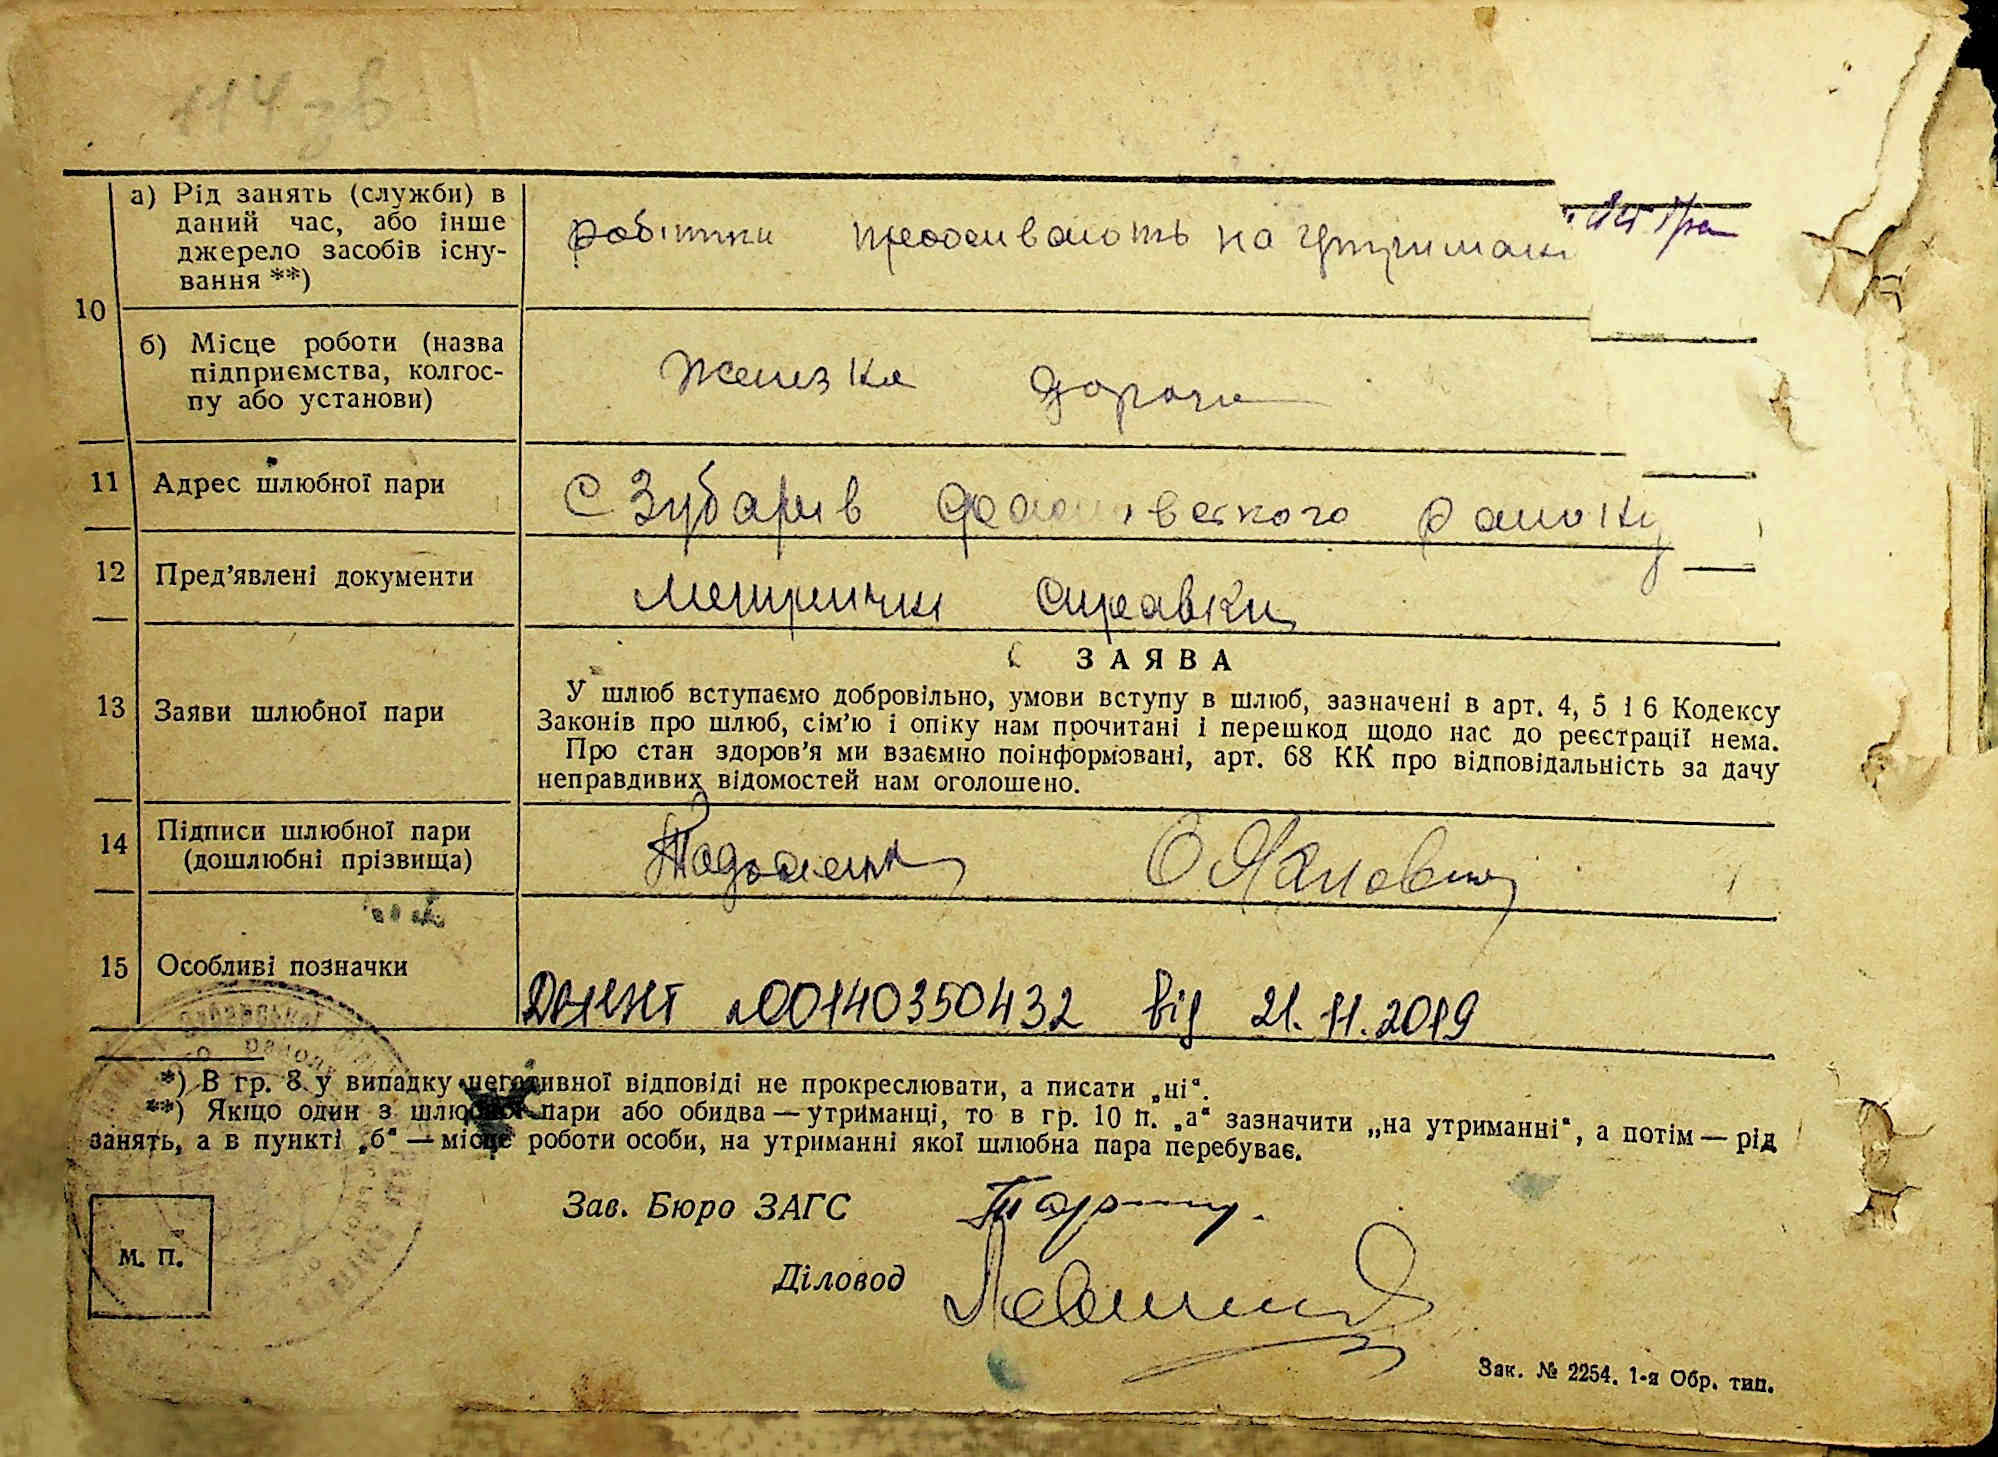 114 зв
а) Рід занять (служби) в
даний час, або інше
джерело засобів існу-
вання **)
на утриман
10
б) Місце роботи (назва
підприємства, колгос-
пу або установи)
дорога
11 Адрес шлюбної пари
с Зубарів району
12 Пред'явлені документи
метричні справки
ЗАЯВА
13 Заяви шлюбної пари
У шлюб вступаємо добровільно, умови вступу в шлюб, зазначені в арт. 4, 5 і 6 Кодексу
Законів про шлюб, сім'ю і опіку нам прочитані і перешкод щодо нас до реєстрації нема.
Про стан здоров'я ми взаємно поінформовані, арт. 68 КК про відповідальність за дачу
неправдивих відомостей нам оголошено.
14 Підписи шлюбної пари
(дошлюбні прізвища)
15 Особливі позначки
№00140350432 від 21.11.2019
*) В гр. 8 у випадку негативної відповіді не прокреслювати, а писати „ні“.
**) Якщо один з шлюбної пари або обидва — утриманці, то в гр. 10 п. „а“ зазначити „на утриманні“, а потім — рід
занять, а в пункті „б“ — місце роботи особи, на утриманні якої шлюбна пара перебуває.
Зав. Бюро ЗАГС
М. П.
Діловод
Зак. № 2254. 1-я Обр. тип.